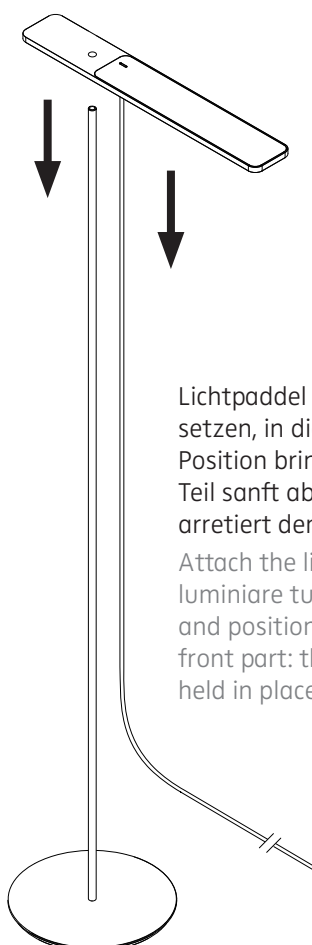 Lichtpaddel
setzen, in di
Position brin
Teil sanft ab
arretiert der
Attach the li
luminiare tu
and position
front part: th
held in place